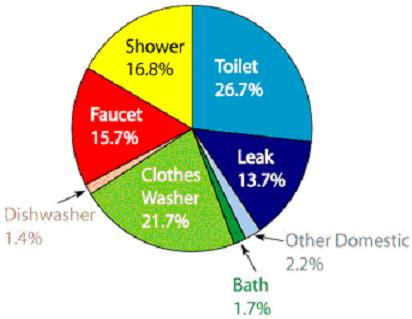 Shower
16.8%
Toilet
26.7%
Faucet
15.7%
Leak
13.7%
Clothes
Washer
21.7%
Dishwasher
1.4%
Other Domestic
2.2%
Bath
1.7%